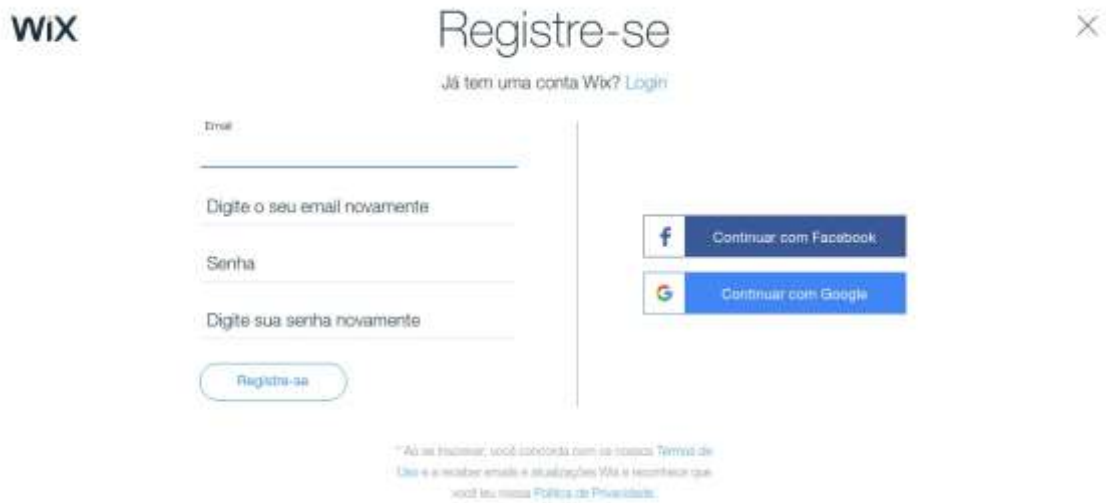 WiX
Registre-se
Já tem uma conta Wix? Login
Email
Digite o seu email novamente
Senha
Digite sua senha novamente
Registre-se
f Continuar com Facebook
G Continuar com Google
* Ao se inscrever, você concorda com os nossos Termos de
Uso e a receber emails e atualizações Wix e reconhece que
você leu nossa Política de Privacidade.